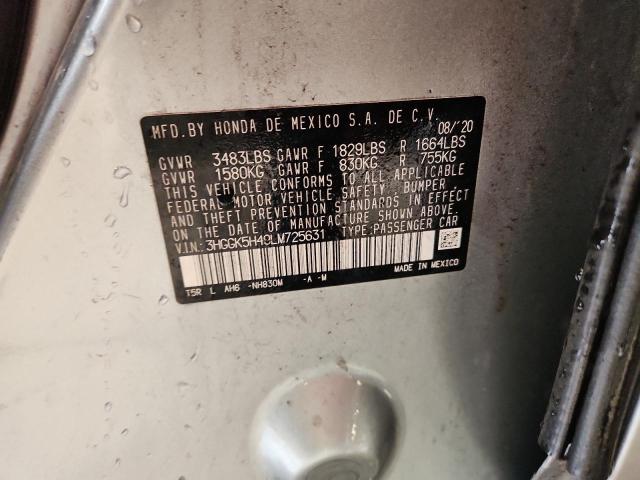 MFD.BY HONDA DE MEXICO S.A. DE C.V.
08/'20
GVWR 3483LBS GAWR F 1829LBS R 1664LBS
GVWR 1580KG GAWR F 830KG R 755KG
THIS VEHICLE CONFORMS TO ALL APPLICABLE
FEDERAL MOTOR VEHICLE SAFETY, BUMPER,
AND THEFT PREVENTION STANDARDS IN EFFECT
ON THE DATE OF MANUFACTURE SHOWN ABOVE.
V.I.N: 3HGGK5H49LM725631 TYPE:PASSENGER CAR
T5R L AH6 -NH830M -A -M MADE IN MEXICO